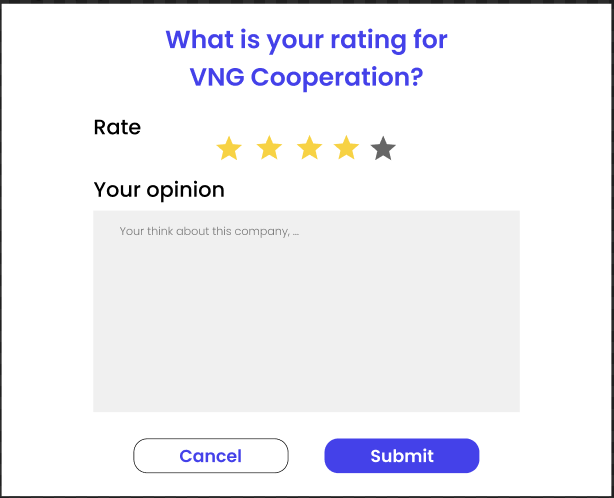 What is your rating for
VNG Cooperation?
Rate
Your opinion
Your think about this company, ...
Cancel
Submit